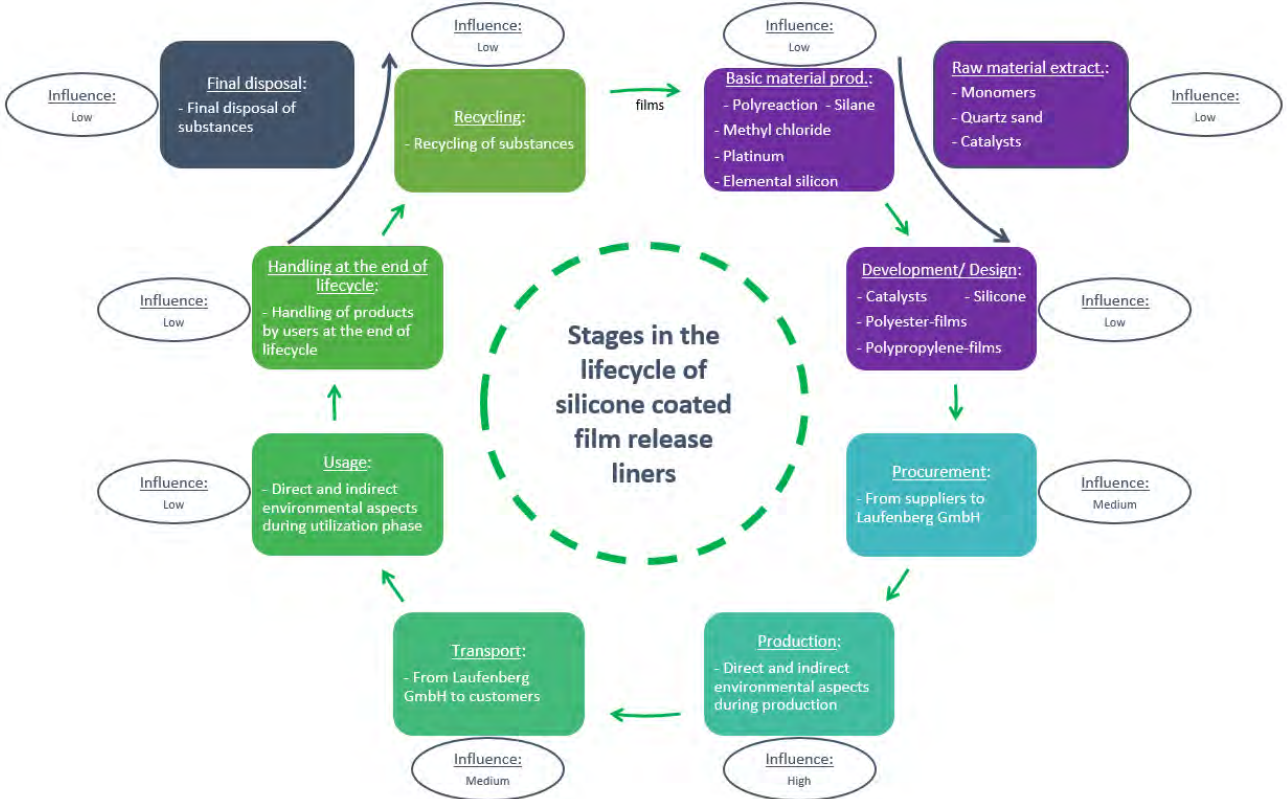 Influence:
Low
Final disposal:
- Final disposal of
substances
Influence:
Low
Recycling:
- Recycling of substances
films
Influence:
Low
Basic material prod.:
- Polyreaction - Silane
- Methyl chloride
- Platinum
- Elemental silicon
Raw material extract.:
- Monomers
- Quartz sand
- Catalysts
Influence:
Low
Handling at the end of
lifecycle:
- Handling of products
by users at the end of
lifecycle
Influence:
Low
Stages in the
lifecycle of
silicone coated
film release
liners
Development/ Design:
- Catalysts - Silicone
- Polyester-films
- Polypropylene-films
Influence:
Low
Influence:
Low
Usage:
- Direct and indirect
environmental aspects
during utilization phase
Procurement:
- From suppliers to
Laufenberg GmbH
Influence:
Medium
Transport:
- From Laufenberg
GmbH to customers
Influence:
Medium
Production:
- Direct and indirect
environmental aspects
during production
Influence:
High